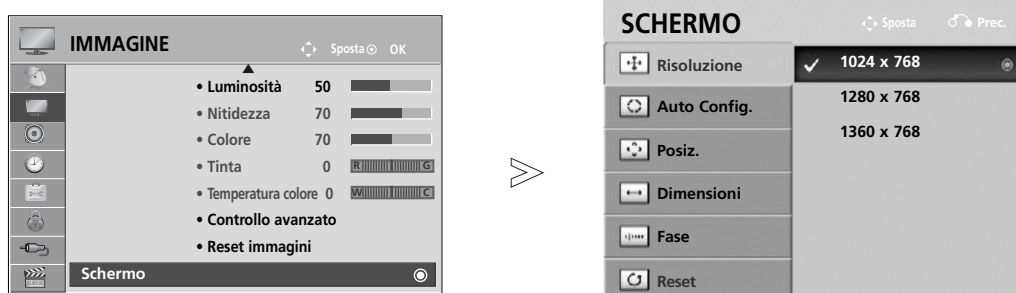 IMMAGINE
Sposta OK
• Luminosità 50
• Nitidezza 70
• Colore 70
• Tinta 0 R G
• Temperatura colore 0 W C
• Controllo avanzato
• Reset immagini
Schermo
SCHERMO
Sposta Prec.
Risoluzione
Auto Config.
Posiz.
Dimensioni
Fase
Reset
1024 x 768
1280 x 768
1360 x 768